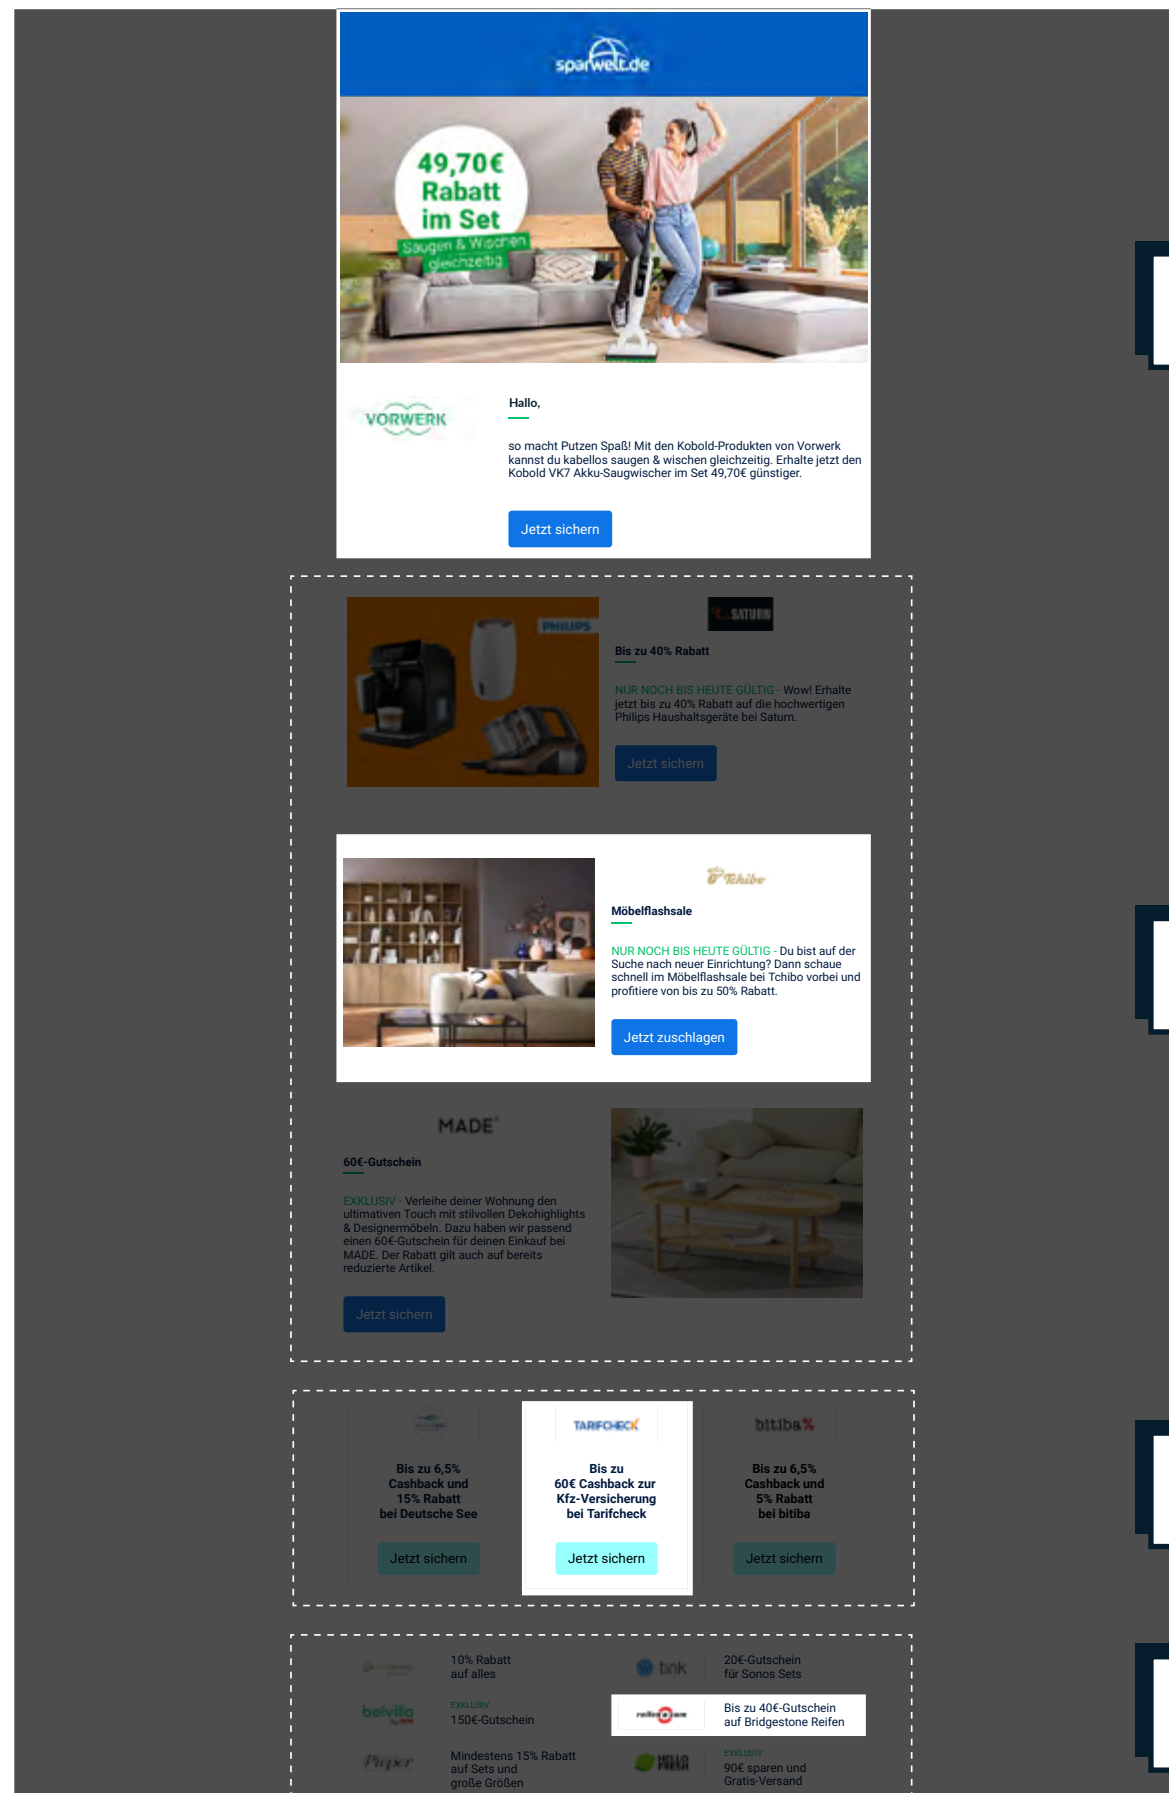 sparwelt.de
49,70€
Rabatt
im Set
Saugen & Wischen
gleichzeitig
VORWERK
Hallo,
so macht Putzen Spaß! Mit den Kobold-Produkten von Vorwerk
kannst du kabellos saugen & wischen gleichzeitig. Erhalte jetzt den
Kobold VK7 Akku-Saugwischer im Set 49,70€ günstiger.
Jetzt sichern
PHILIPS
SATURN
Bis zu 40% Rabatt
NUR NOCH BIS HEUTE GÜLTIG - Wow! Erhalte
jetzt bis zu 40% Rabatt auf die hochwertigen
Philips Haushaltsgeräte bei Saturn.
Jetzt sichern
Tchibo
Möbelflashsale
NUR NOCH BIS HEUTE GÜLTIG - Du bist auf der
Suche nach neuer Einrichtung? Dann schaue
schnell im Möbelflashsale bei Tchibo vorbei und
profitiere von bis zu 50% Rabatt.
Jetzt zuschlagen
MADE
60€-Gutschein
EXKLUSIV - Verleihe deiner Wohnung den
ultimativen Touch mit stilvollen Dekohighlights
& Designermöbeln. Dazu haben wir passend
einen 60€-Gutschein für deinen Einkauf bei
MADE. Der Rabatt gilt auch auf bereits
reduzierte Artikel.
Jetzt sichern
Bis zu 6,5%
Cashback und
15% Rabatt
bei Deutsche See
Jetzt sichern
TARIFCHECK
Bis zu
60€ Cashback zur
Kfz-Versicherung
bei Tarifcheck
Jetzt sichern
bitiba%
Bis zu 6,5%
Cashback und
5% Rabatt
bei bitiba
Jetzt sichern
10% Rabatt
auf alles
tink
20€-Gutschein
für Sonos Sets
belvilla
EXKLUSIV
150€-Gutschein
Bis zu 40€-Gutschein
auf Bridgestone Reifen
Pieper
Mindestens 15% Rabatt
auf Sets und
große Größen
HELLO
FRESH
EXKLUSIV
90€ sparen und
Gratis-Versand